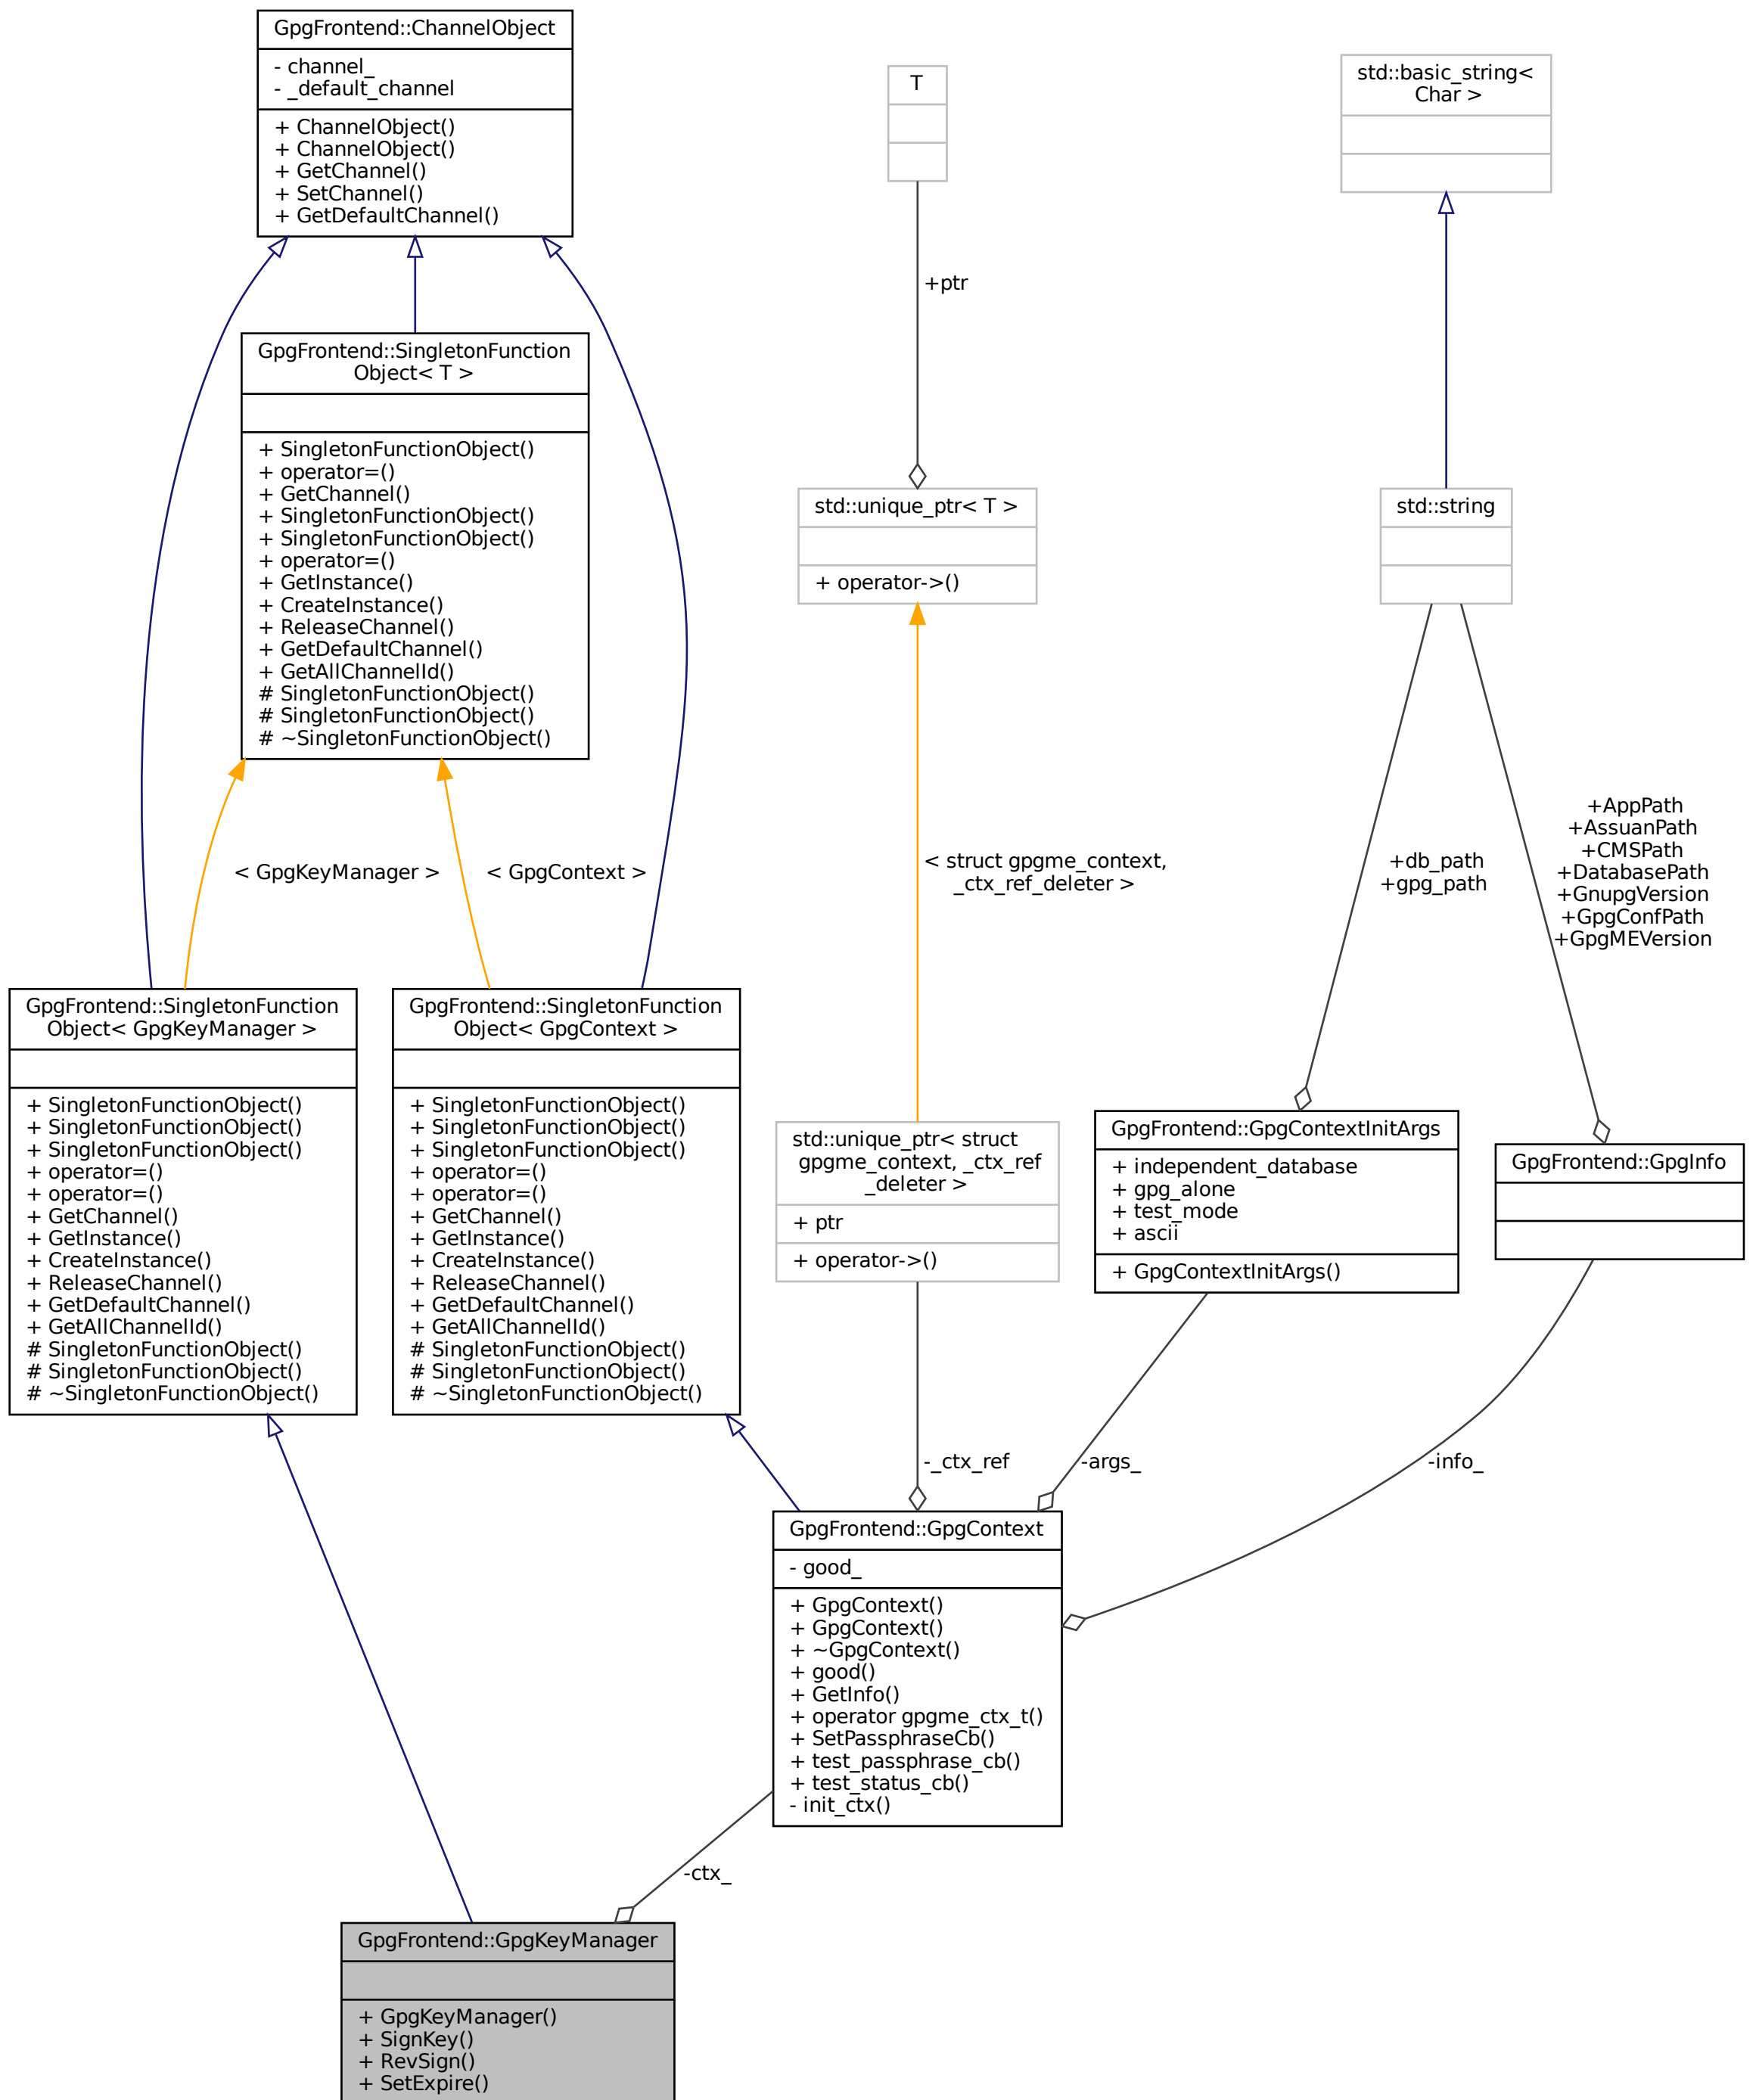 GpgFrontend::ChannelObject
- channel_
- _default_channel
+ ChannelObject()
+ ChannelObject()
+ GetChannel()
+ SetChannel()
+ GetDefaultChannel()
T
std::basic_string<
Char >
+ptr
GpgFrontend::SingletonFunction
Object< T >
+ SingletonFunctionObject()
+ operator=()
+ GetChannel()
+ SingletonFunctionObject()
+ SingletonFunctionObject()
+ operator=()
+ GetInstance()
+ CreateInstance()
+ ReleaseChannel()
+ GetDefaultChannel()
+ GetAllChannelId()
# SingletonFunctionObject()
# SingletonFunctionObject()
# ~SingletonFunctionObject()
std::unique_ptr< T >
+ operator->()
std::string
< GpgKeyManager >
< GpgContext >
< struct gpgme_context,
_ctx_ref_deleter >
+db_path
+gpg_path
+AppPath
+AssuanPath
+CMSPath
+DatabasePath
+GnupgVersion
+GpgConfPath
+GpgMEVersion
GpgFrontend::SingletonFunction
Object< GpgKeyManager >
+ SingletonFunctionObject()
+ SingletonFunctionObject()
+ SingletonFunctionObject()
+ operator=()
+ operator=()
+ GetChannel()
+ GetInstance()
+ CreateInstance()
+ ReleaseChannel()
+ GetDefaultChannel()
+ GetAllChannelId()
# SingletonFunctionObject()
# SingletonFunctionObject()
# ~SingletonFunctionObject()
GpgFrontend::SingletonFunction
Object< GpgContext >
+ SingletonFunctionObject()
+ SingletonFunctionObject()
+ SingletonFunctionObject()
+ operator=()
+ operator=()
+ GetChannel()
+ GetInstance()
+ CreateInstance()
+ ReleaseChannel()
+ GetDefaultChannel()
+ GetAllChannelId()
# SingletonFunctionObject()
# SingletonFunctionObject()
# ~SingletonFunctionObject()
std::unique_ptr< struct
gpgme_context, _ctx_ref
_deleter >
+ ptr
+ operator->()
GpgFrontend::GpgContextInitArgs
+ independent_database
+ gpg_alone
+ test_mode
+ ascii
+ GpgContextInitArgs()
GpgFrontend::GpgInfo
-_ctx_ref
-args_
-info_
GpgFrontend::GpgContext
- good_
+ GpgContext()
+ GpgContext()
+ ~GpgContext()
+ good()
+ GetInfo()
+ operator gpgme_ctx_t()
+ SetPassphraseCb()
+ test_passphrase_cb()
+ test_status_cb()
- init_ctx()
-ctx_
GpgFrontend::GpgKeyManager
+ GpgKeyManager()
+ SignKey()
+ RevSign()
+ SetExpire()